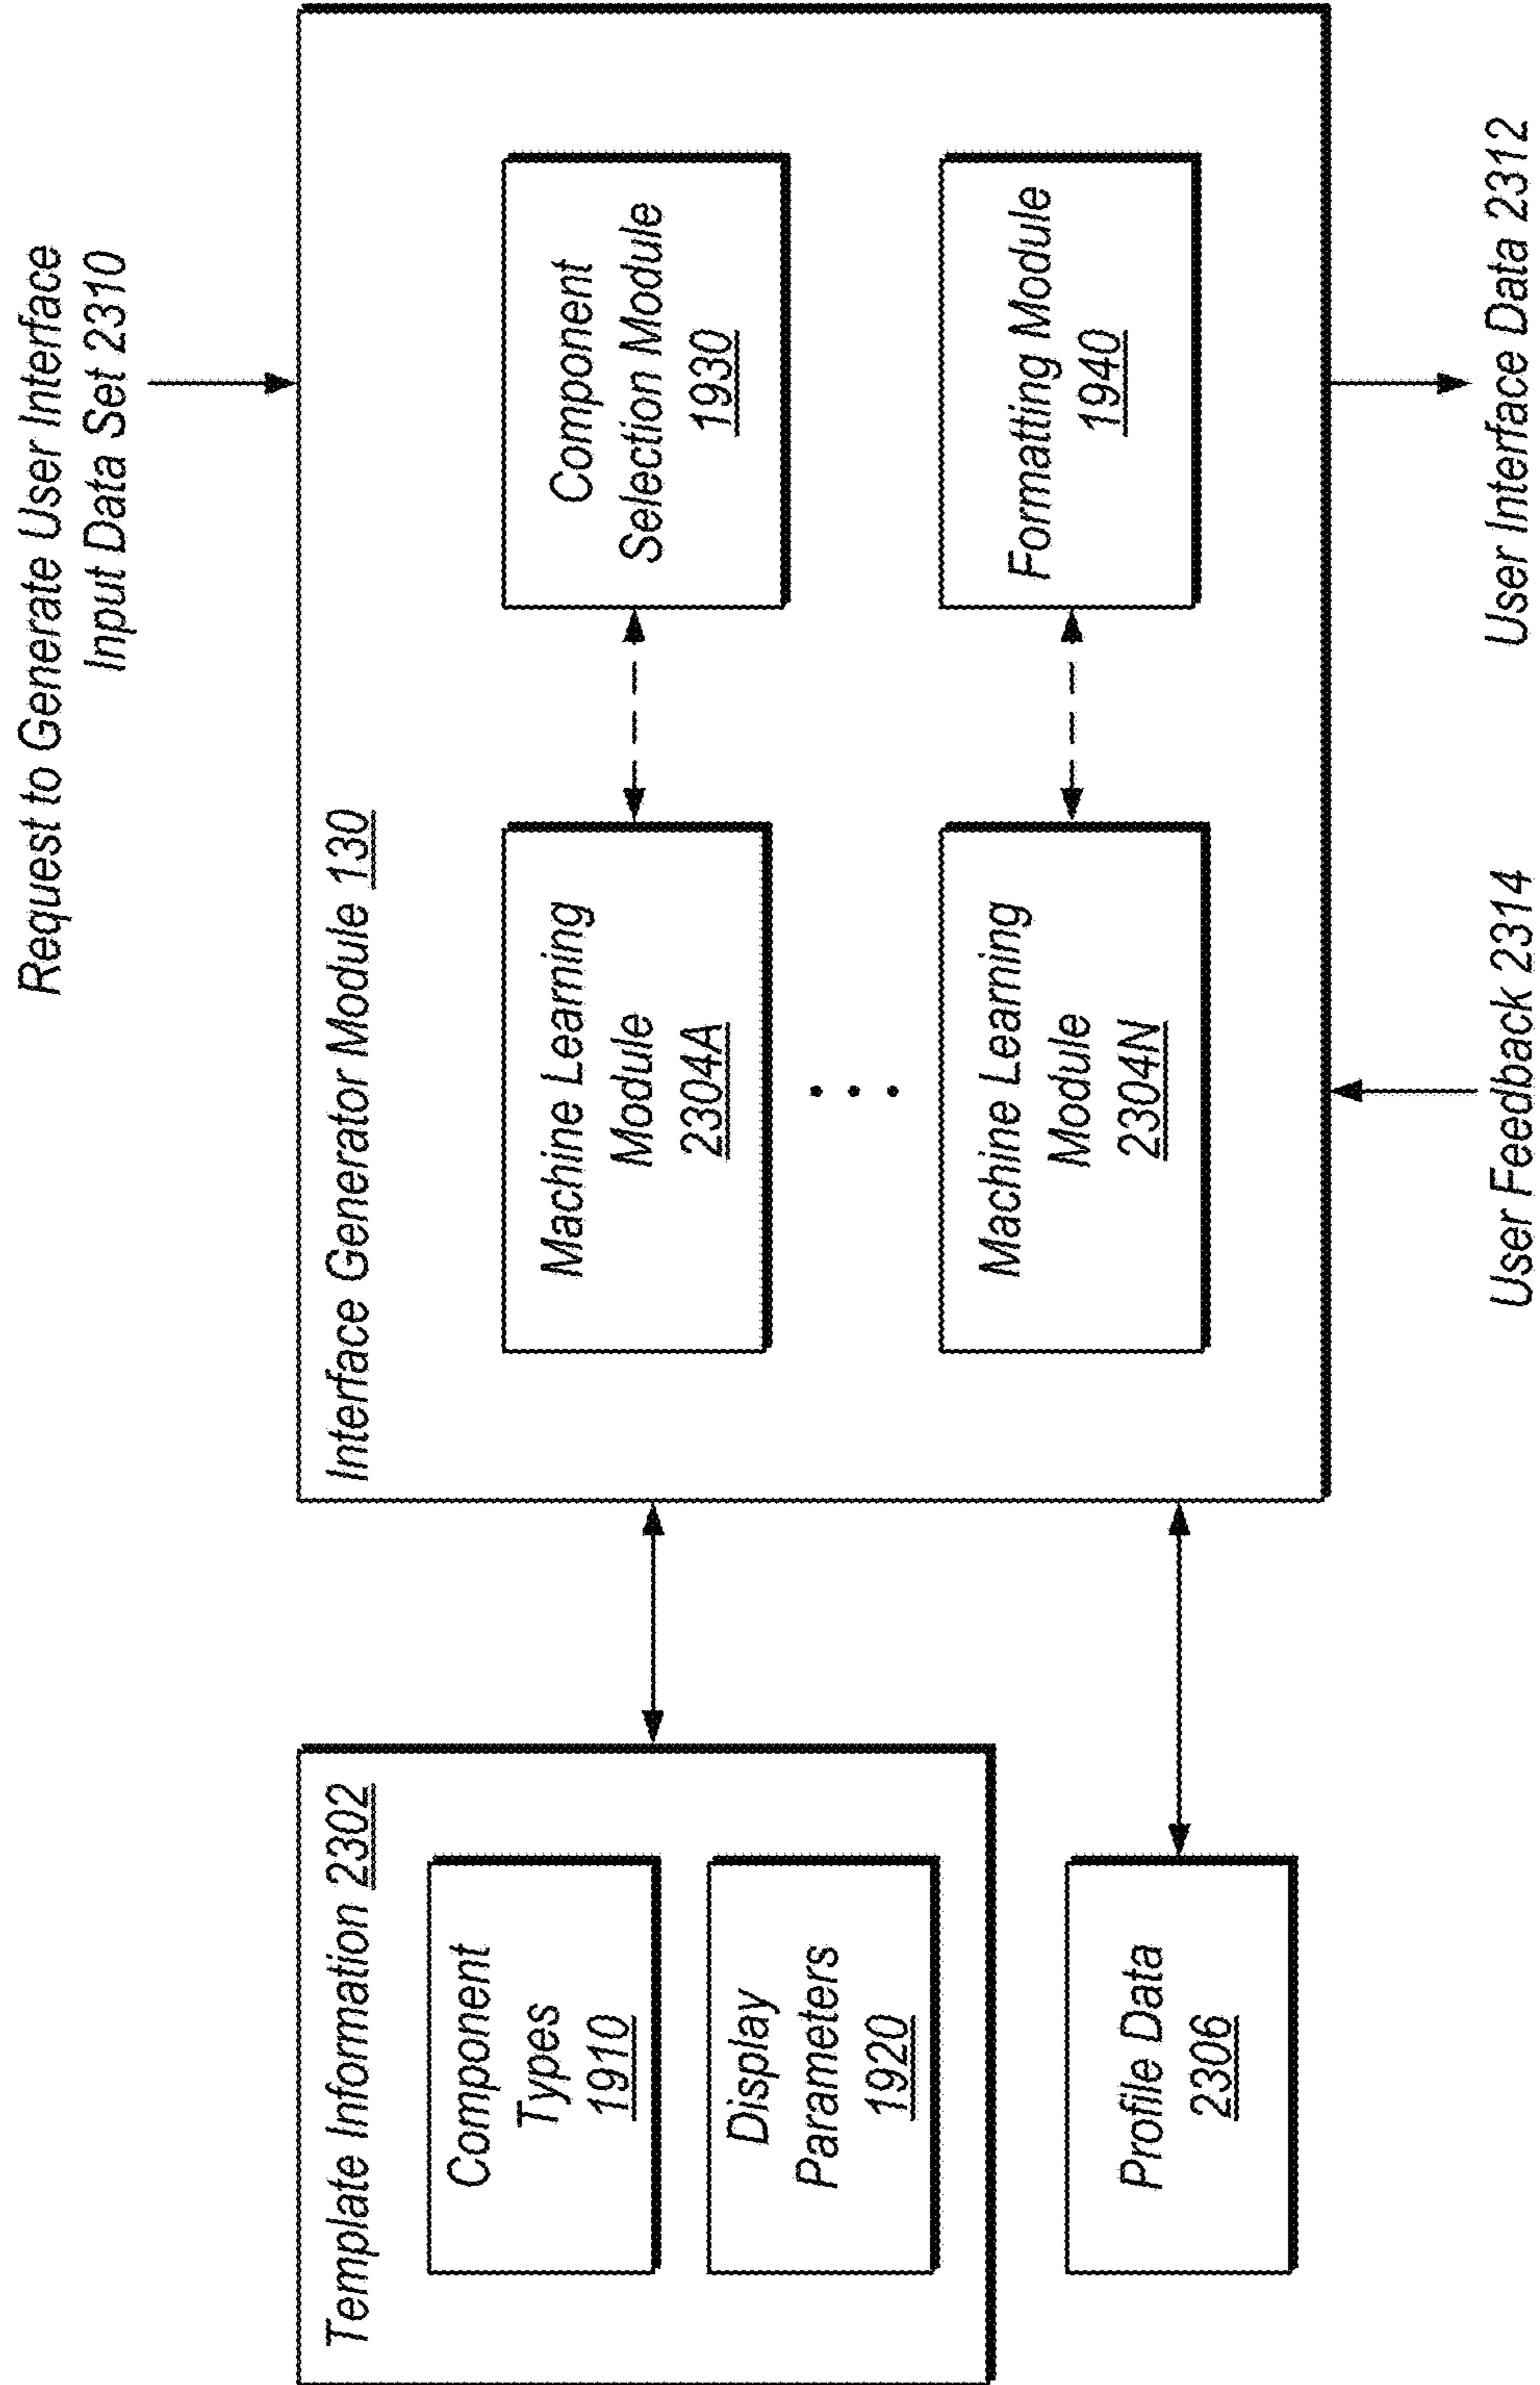 Request to Generate User Interface
Input Data Set 2310
Template Information 2302
Component
Types
1910
Display
Parameters
1920
Profile Data
2306
Interface Generator Module 130
Machine Learning
Module
2304A
Component
Selection Module
1930
Machine Learning
Module
2304N
Formatting Module
1940
User Feedback 2314
User Interface Data 2312